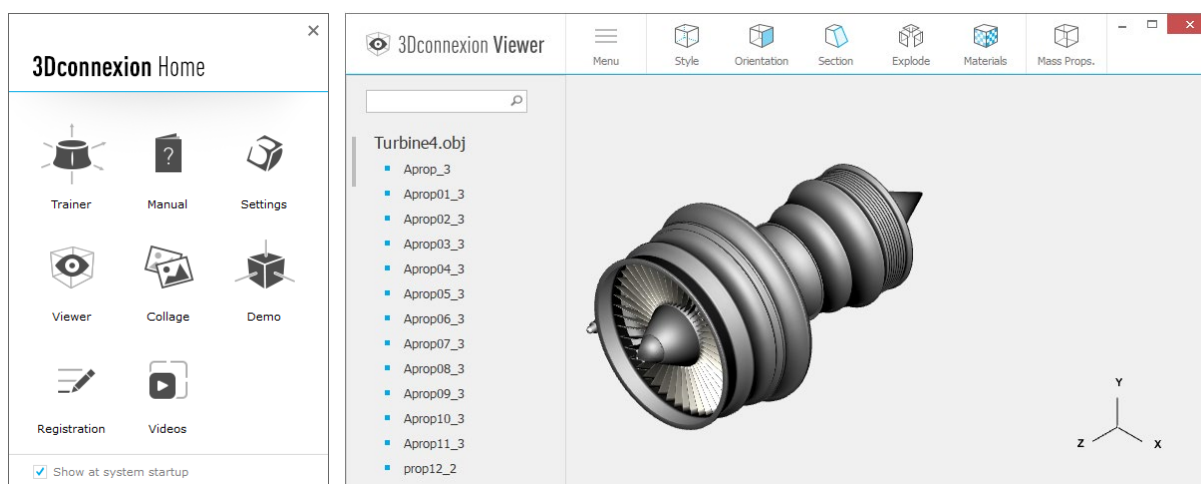 3Dconnexion Home
Trainer
Manual
Settings
Viewer
Collage
Demo
Registration
Videos
Show at system startup
3Dconnexion Viewer
Menu
Style
Orientation
Section
Explode
Materials
Mass Props.
Turbine4.obj
Aprop_3
Aprop01_3
Aprop02_3
Aprop03_3
Aprop04_3
Aprop05_3
Aprop06_3
Aprop07_3
Aprop08_3
Aprop09_3
Aprop10_3
Aprop11_3
prop12_2
Y
Z
X